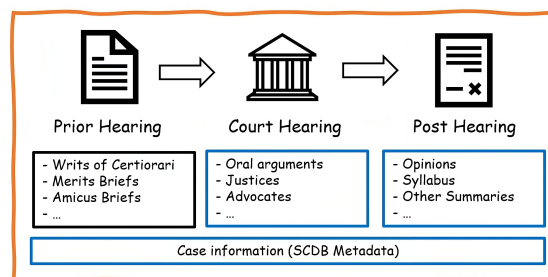 Prior Hearing
Court Hearing
Post Hearing
- Writs of Certiorari
- Merits Briefs
- Amicus Briefs
- ...
- Oral arguments
- Justices
- Advocates
- ...
- Opinions
- Syllabus
- Other Summaries
- ...
Case information (SCDB Metadata)